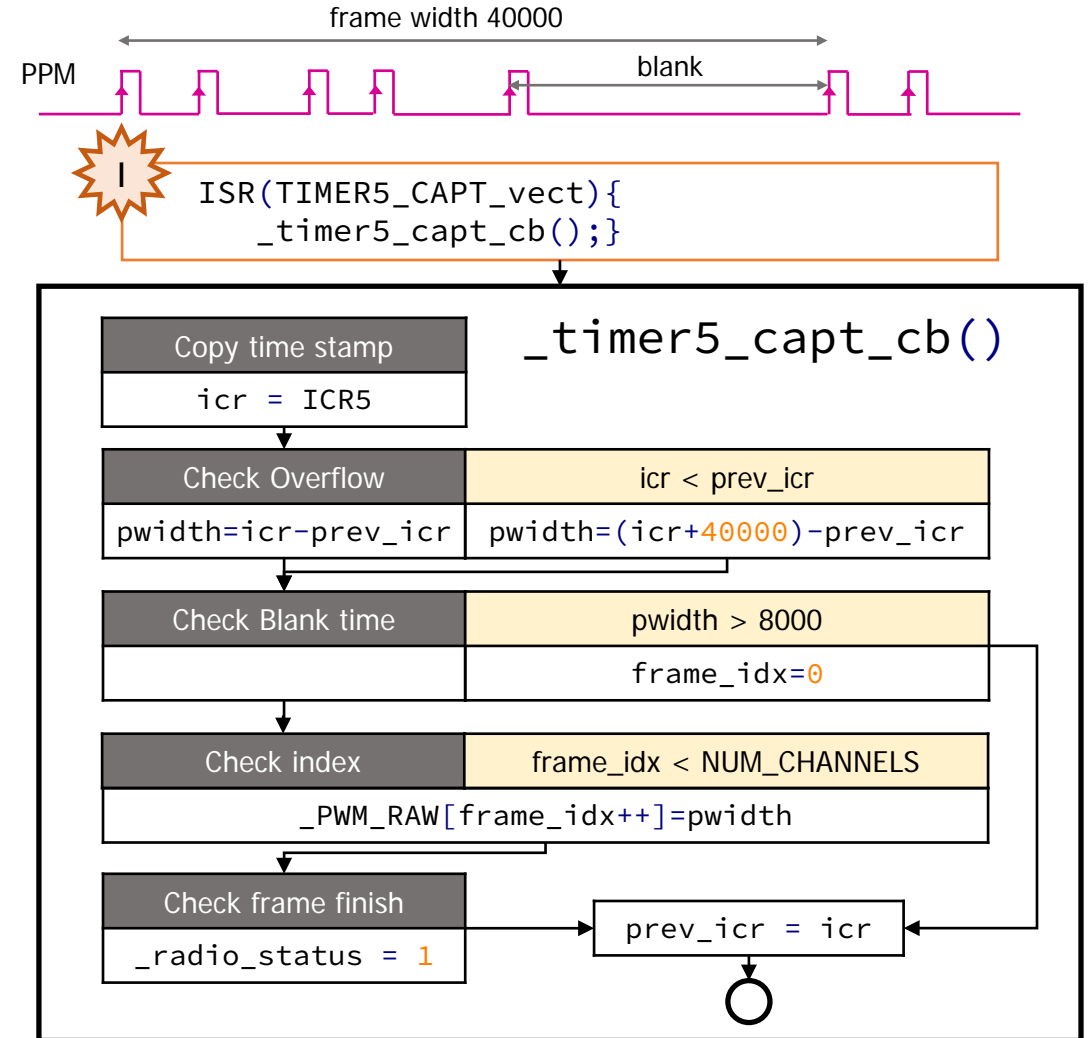 frame width 40000
PPM
blank
I
ISR(TIMER5_CAPT_vect){
_timer5_capt_cb();}
_timer5_capt_cb()
Copy time stamp
icr = ICR5
Check Overflow
icr < prev_icr
pwidth=icr-prev_icr
pwidth=(icr+40000)-prev_icr
Check Blank time
pwidth > 8000
frame_idx=0
Check index
frame_idx < NUM_CHANNELS
_PWM_RAW[frame_idx++]=pwidth
Check frame finish
_radio_status = 1
prev_icr = icr